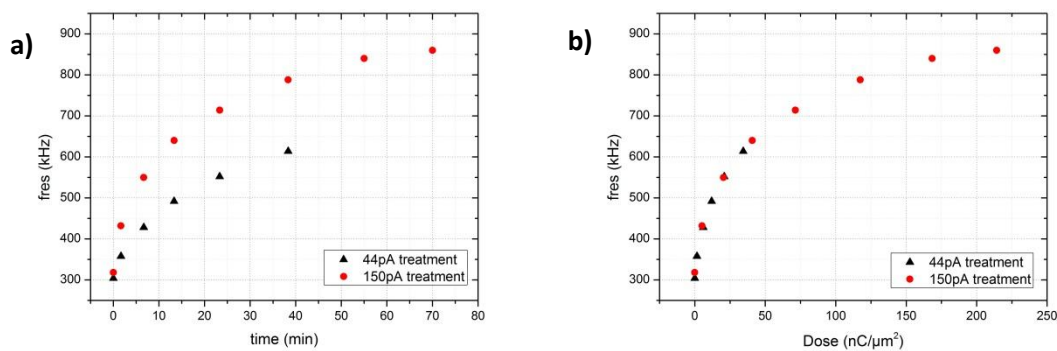 a)
900
800
700
600
500
400
300
fres (kHz)
0 10 20 30 40 50 60 70 80
time (min)
44pA treatment
150pA treatment
b)
900
800
700
600
500
400
300
fres (kHz)
0 50 100 150 200 250
Dose (nC/µm²)
44pA treatment
150pA treatment